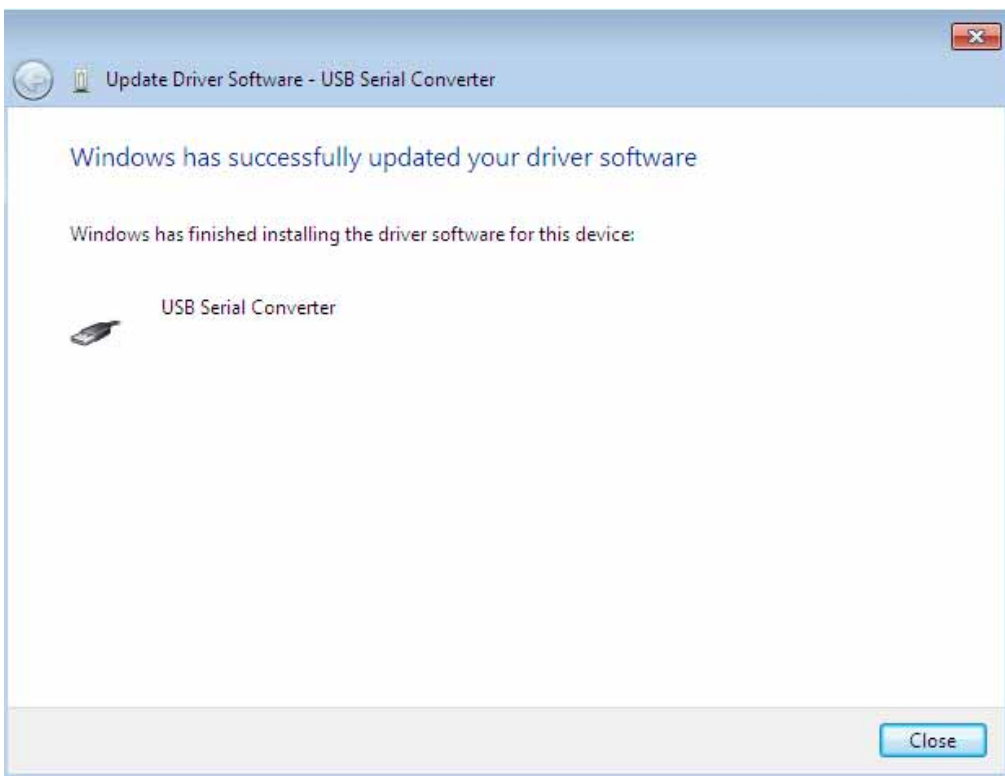 Update Driver Software - USB Serial Converter
Windows has successfully updated your driver software
Windows has finished installing the driver software for this device:
USB Serial Converter
Close